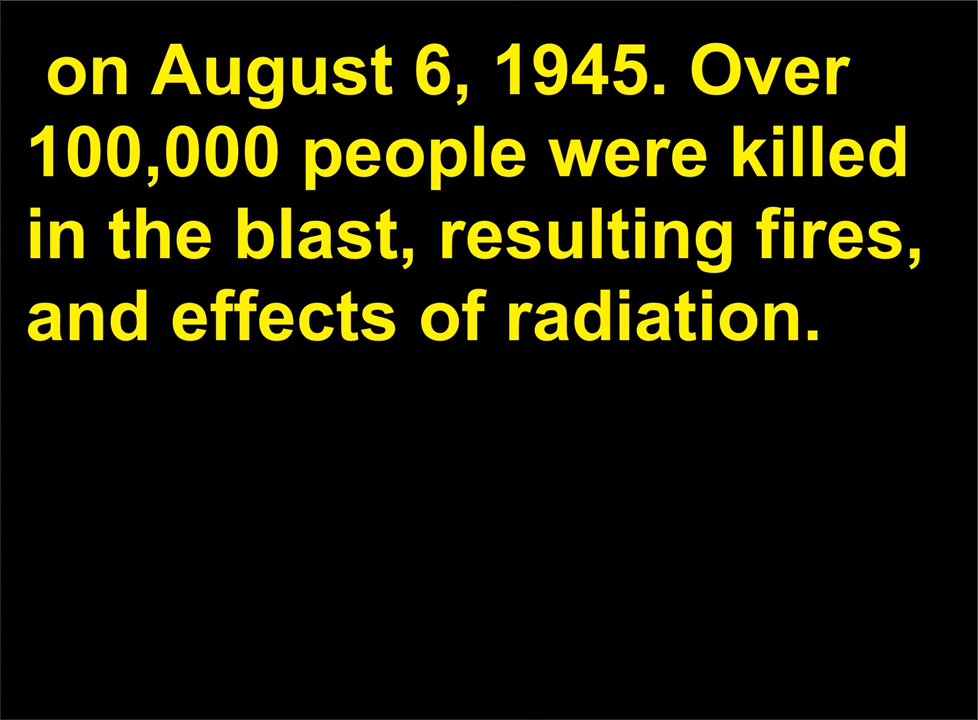 on August 6, 1945. Over
100,000 people were killed
in the blast, resulting fires,
and effects of radiation.